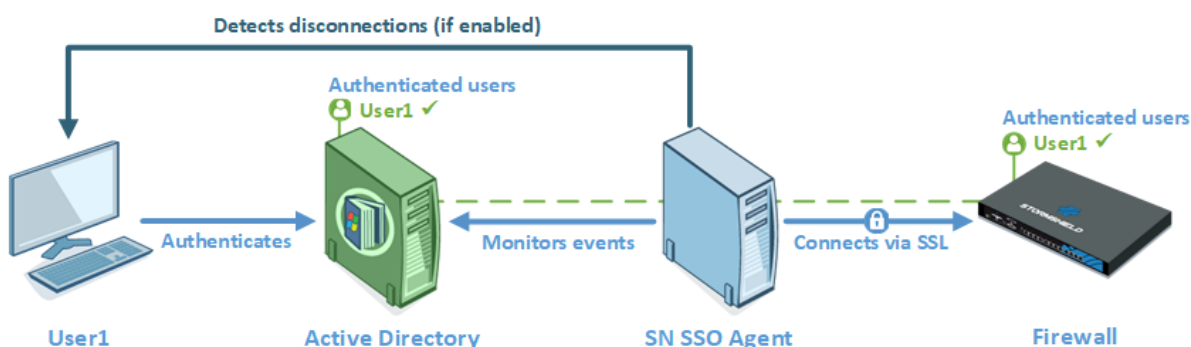 Detects disconnections (if enabled)
Authenticated users
User1 ✓
Authenticated users
User1 ✓
STORMSHIELD
Authenticates
Monitors events
Connects via SSL
User1
Active Directory
SN SSO Agent
Firewall